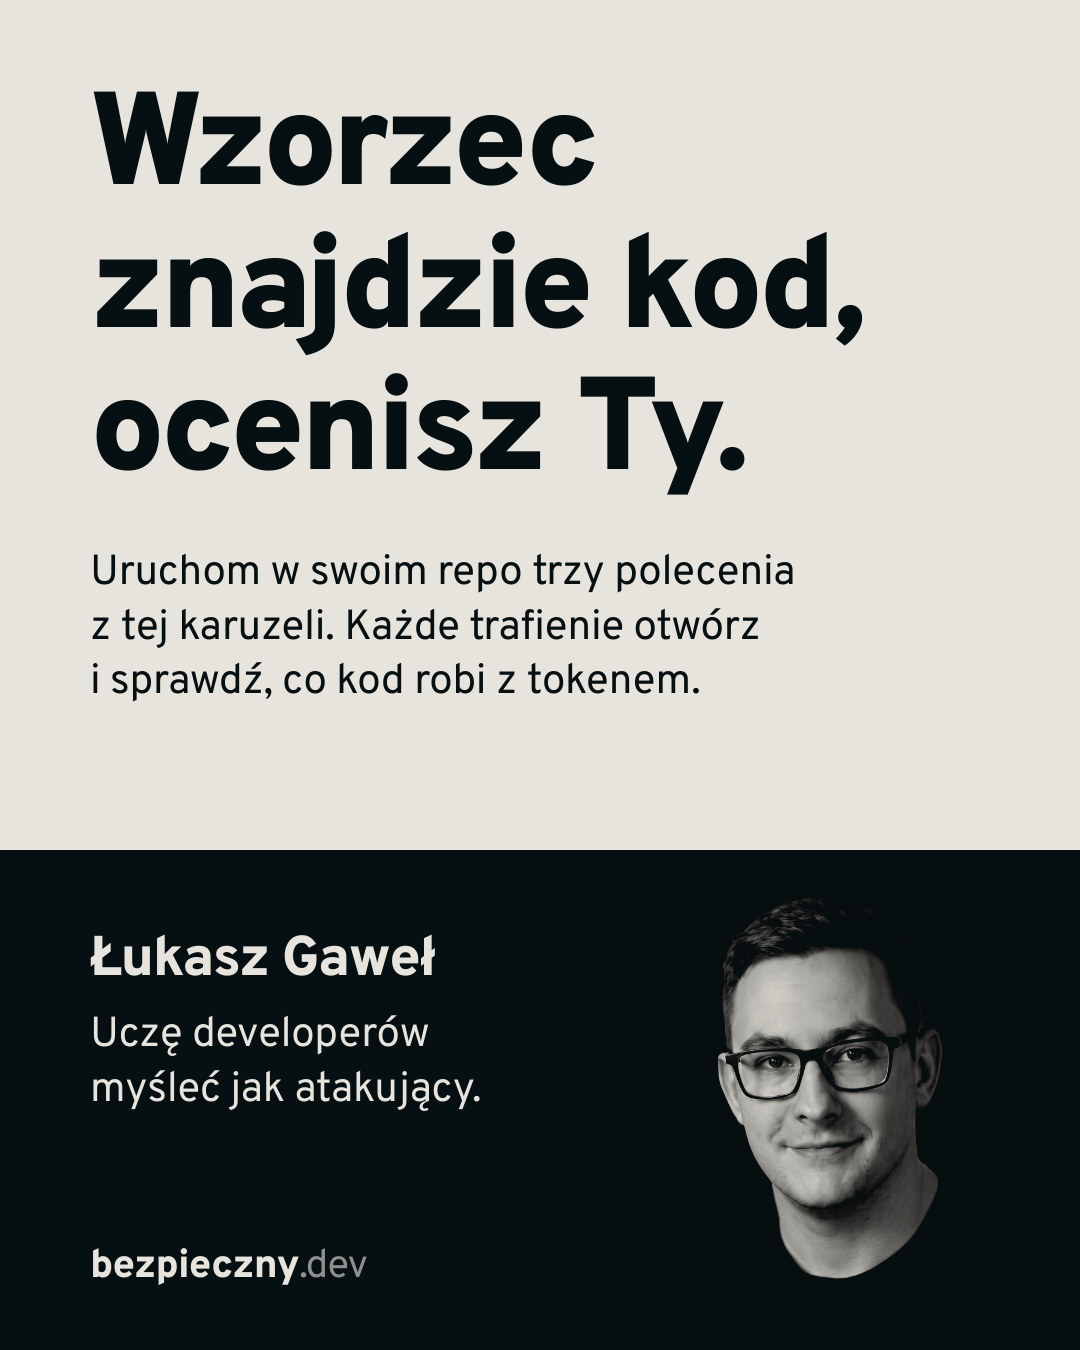 Wzorzec
znajdzie kod,
ocenisz Ty.
Uruchom w swoim repo trzy polecenia
z tej karuzeli. Każde trafienie otwórz
i sprawdź, co kod robi z tokenem.
Łukasz Gaweł
Uczę developerów
myśleć jak atakujący.
bezpieczny.dev